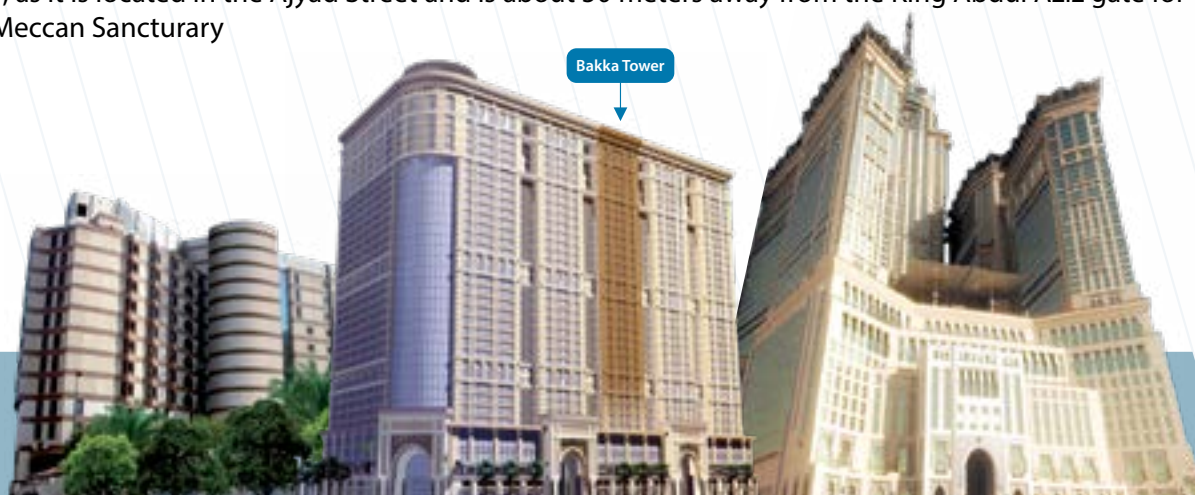 , as it is located in the Ajyad Street and is about 50 meters away from the King Abdul Aziz gate for
Meccan Sancturary
Bakka Tower